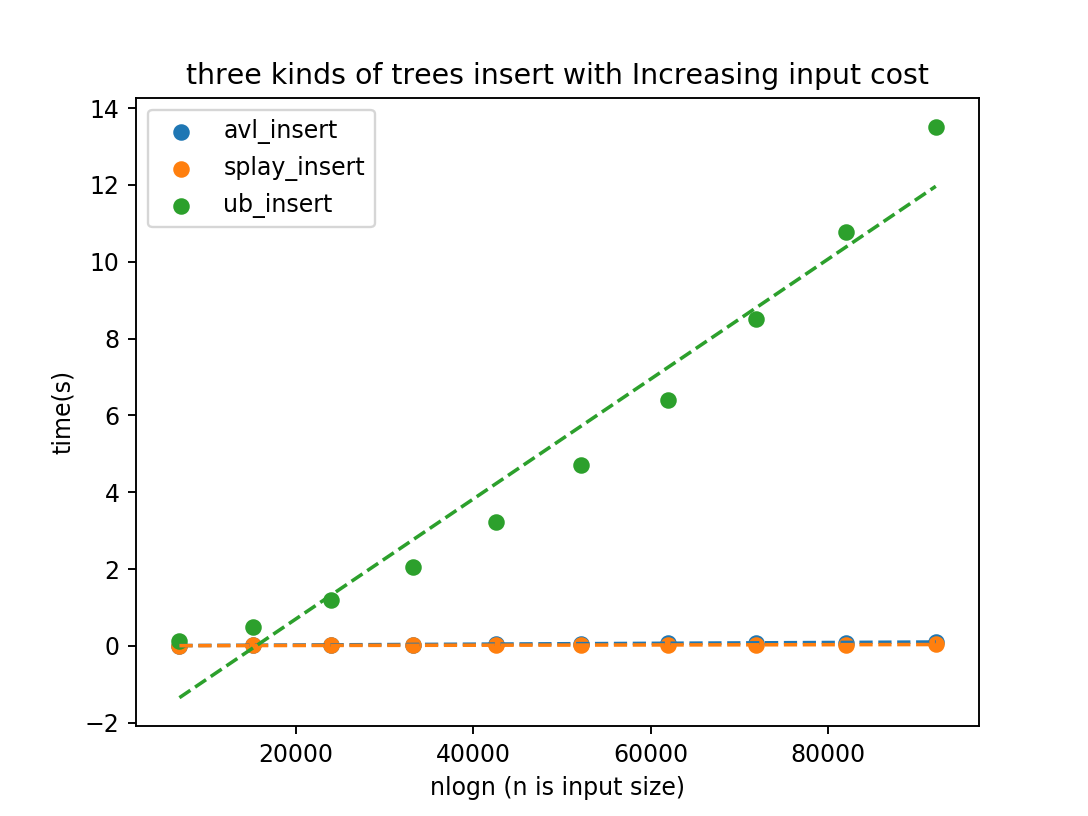 three kinds of trees insert with Increasing input cost
14
12
10
8
6
4
2
0
−2
avl_insert
splay_insert
ub_insert
time(s)
20000 40000 60000 80000
nlogn (n is input size)